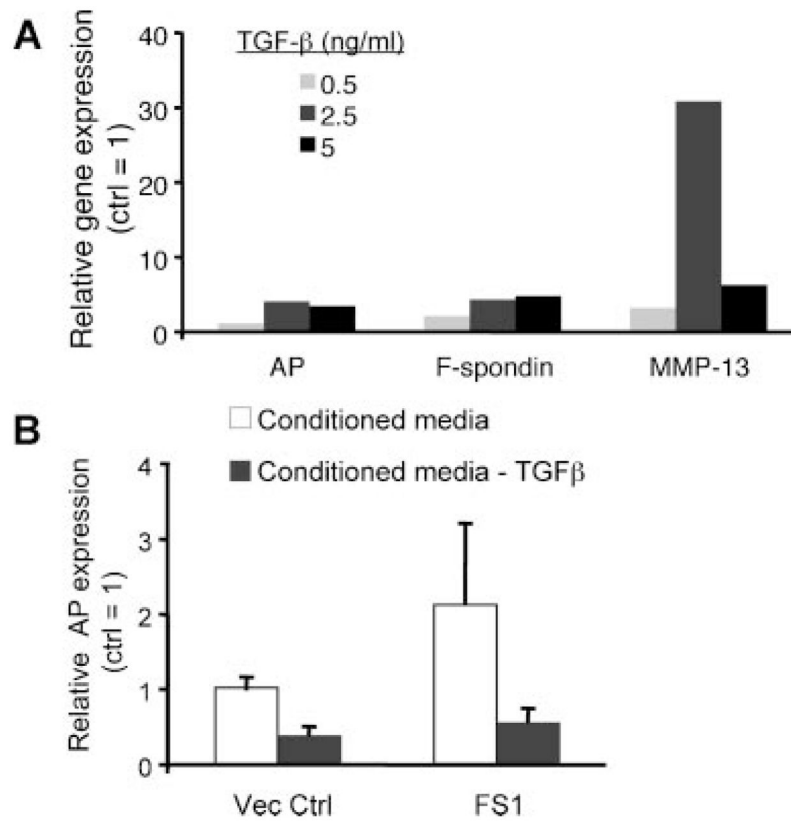 A
Relative gene expression
(ctrl = 1)
40
30
20
10
0
TGF-β (ng/ml)
0.5
2.5
5
AP F-spondin MMP-13
B
Conditioned media
Conditioned media - TGFβ
Relative AP expression
(ctrl = 1)
4
3
2
1
0
Vec Ctrl FS1